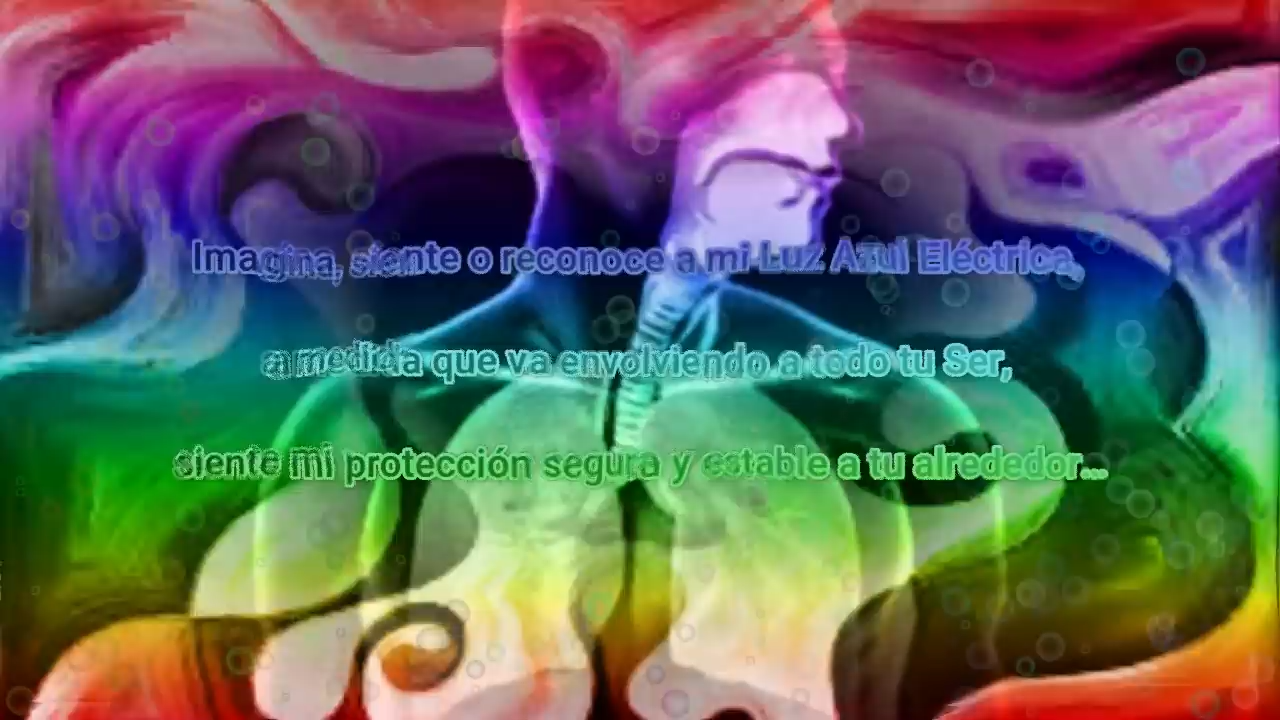 Imagina, siente o reconoce a mi Luz Azul Eléctrica,
a medida que va envolviendo a todo tu Ser,
siente mi protección segura y estable a tu alrededor...